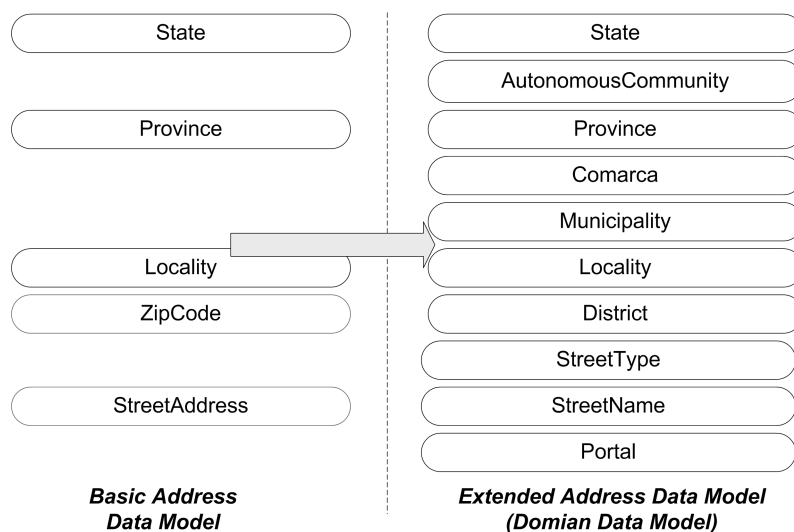 State
Province
Locality
ZipCode
StreetAddress
Basic Address
Data Model
State
AutonomousCommunity
Province
Comarca
Municipality
Locality
District
StreetType
StreetName
Portal
Extended Address Data Model
(Domian Data Model)